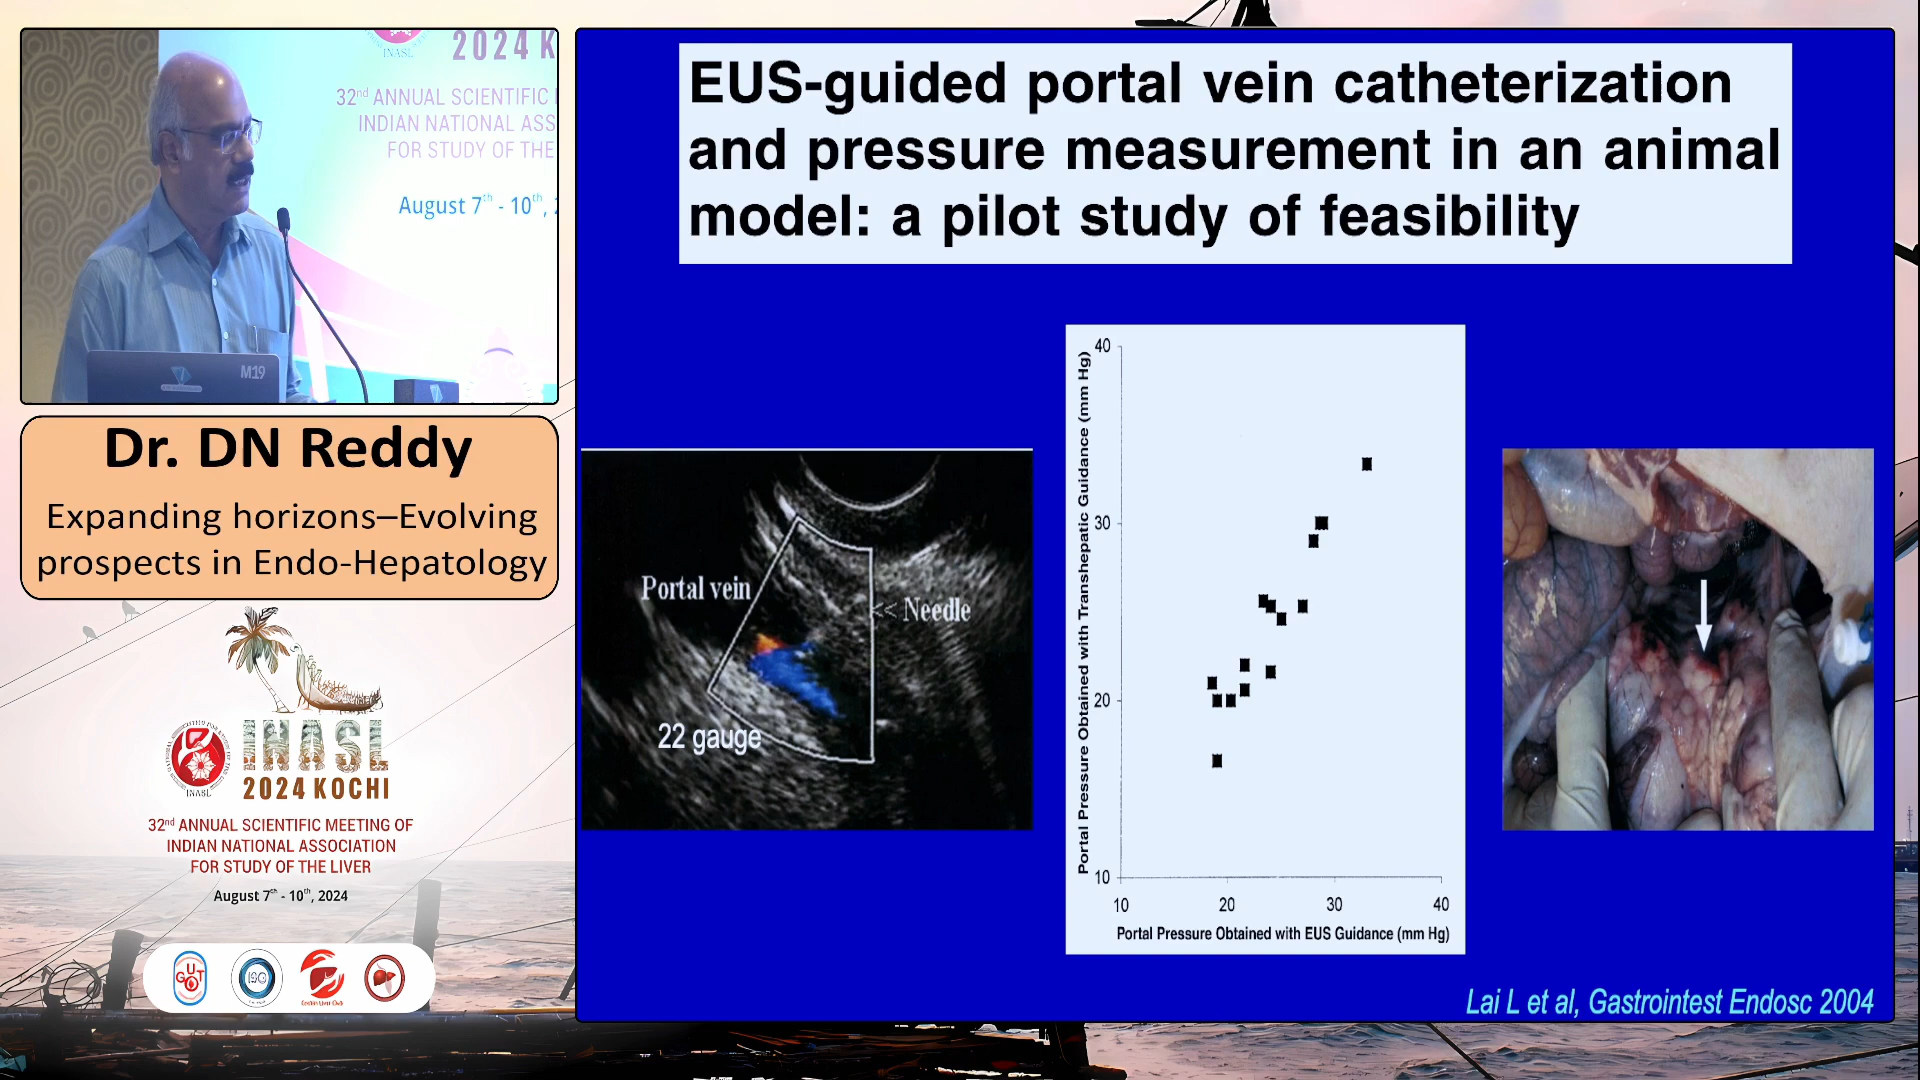 2024 K
INASL
32nd ANNUAL SCIENTIFIC
INDIAN NATIONAL ASS
FOR STUDY OF THE
August 7th - 10th,
M19
Dr. DN Reddy
Expanding horizons–Evolving
prospects in Endo-Hepatology
INASL
INASL
2024 KOCHI
32nd ANNUAL SCIENTIFIC MEETING OF
INDIAN NATIONAL ASSOCIATION
FOR STUDY OF THE LIVER
August 7th - 10th, 2024
GUT
ISG
EUS-guided portal vein catheterization
and pressure measurement in an animal
model: a pilot study of feasibility
Portal vein
<< Needle
22 gauge
Portal Pressure Obtained with Transhepatic Guidance (mm Hg)
40
30
20
10
10 20 30 40
Portal Pressure Obtained with EUS Guidance (mm Hg)
Lai L et al, Gastrointest Endosc 2004